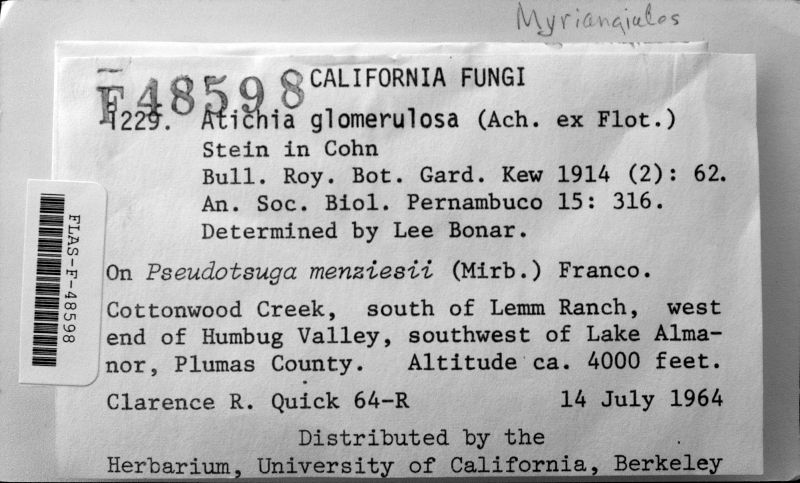 Myriangiales
F48598
CALIFORNIA FUNGI
1229. Atichia glomerulosa (Ach. ex Flot.)
Stein in Cohn
Bull. Roy. Bot. Gard. Kew 1914 (2): 62.
An. Soc. Biol. Pernambuco 15: 316.
Determined by Lee Bonar.
On Pseudotsuga menziesii (Mirb.) Franco.
Cottonwood Creek, south of Lemm Ranch, west
end of Humbug Valley, southwest of Lake Alma-
nor, Plumas County. Altitude ca. 4000 feet.
Clarence R. Quick 64-R 14 July 1964
Distributed by the
Herbarium, University of California, Berkeley
FLAS-F-48598